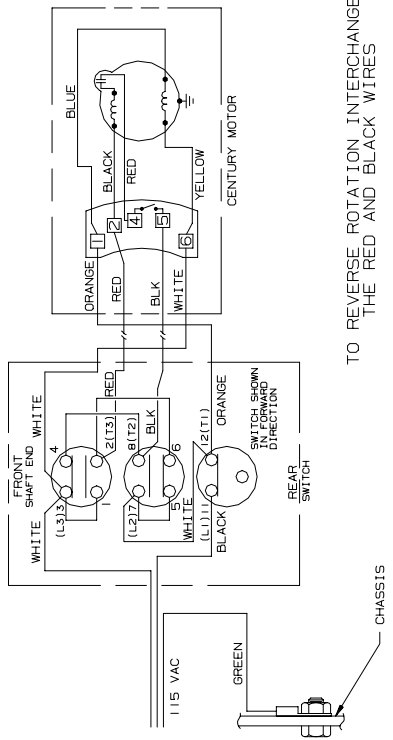 BLUE
BLACK
RED
ORANGE
RED
BLK
WHITE
YELLOW
CENTURY MOTOR
1
2
4
5
6
TO REVERSE ROTATION INTERCHANGE
THE RED AND BLACK WIRES
FRONT
SHAFT END
WHITE
WHITE
(L3)3
4
1
2(T3)
RED
(L2)7
8(T2)
BLK
5
6
WHITE
(L1)11
12(T1)
BLACK
ORANGE
SWITCH SHOWN
IN FORWARD
DIRECTION
REAR
SWITCH
115 VAC
GREEN
CHASSIS